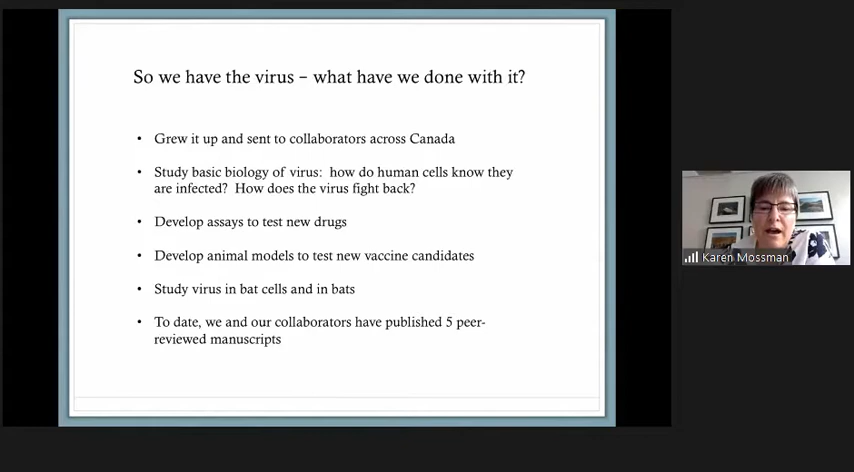 So we have the virus – what have we done with it?
• Grew it up and sent to collaborators across Canada
• Study basic biology of virus: how do human cells know they
are infected? How does the virus fight back?
• Develop assays to test new drugs
• Develop animal models to test new vaccine candidates
• Study virus in bat cells and in bats
• To date, we and our collaborators have published 5 peer-
reviewed manuscripts
Karen Mossman